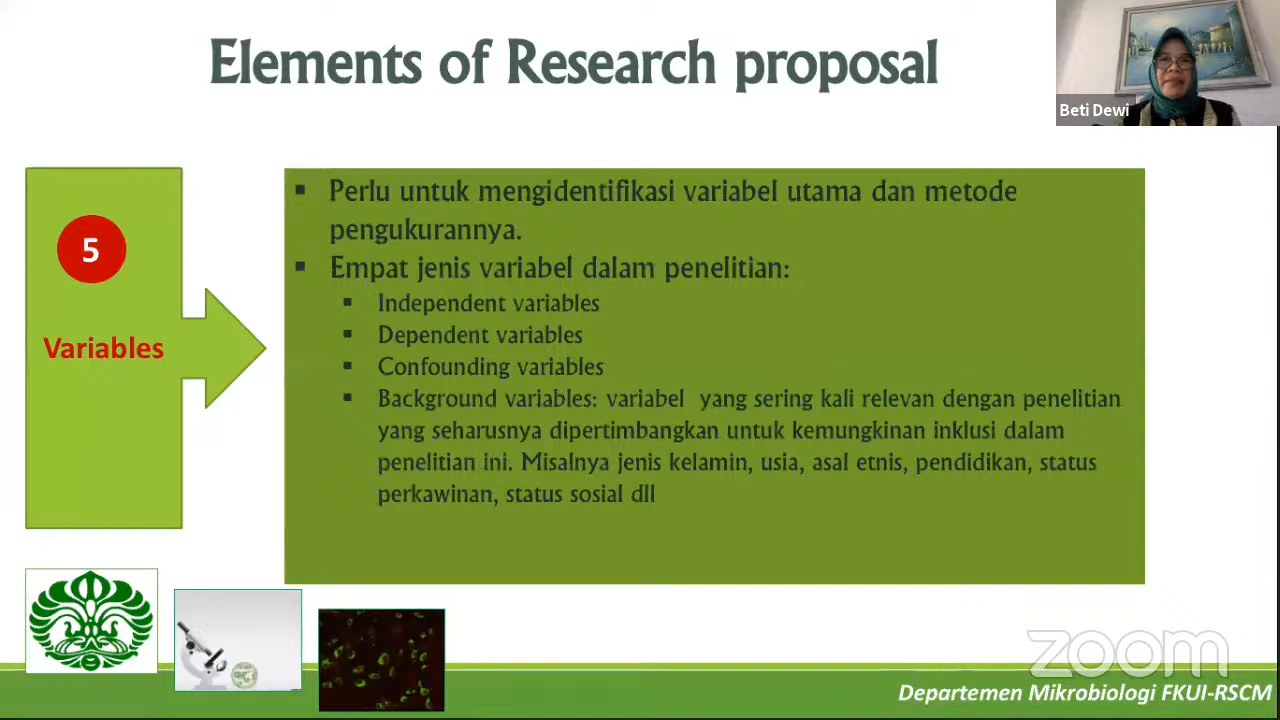 Elements of Research proposal
Beti Dewi
5
Variables
▪ Perlu untuk mengidentifikasi variabel utama dan metode
pengukurannya.
▪ Empat jenis variabel dalam penelitian:
▪ Independent variables
▪ Dependent variables
▪ Confounding variables
▪ Background variables: variabel yang sering kali relevan dengan penelitian
yang seharusnya dipertimbangkan untuk kemungkinan inklusi dalam
penelitian ini. Misalnya jenis kelamin, usia, asal etnis, pendidikan, status
perkawinan, status sosial dll
zoom
Departemen Mikrobiologi FKUI-RSCM